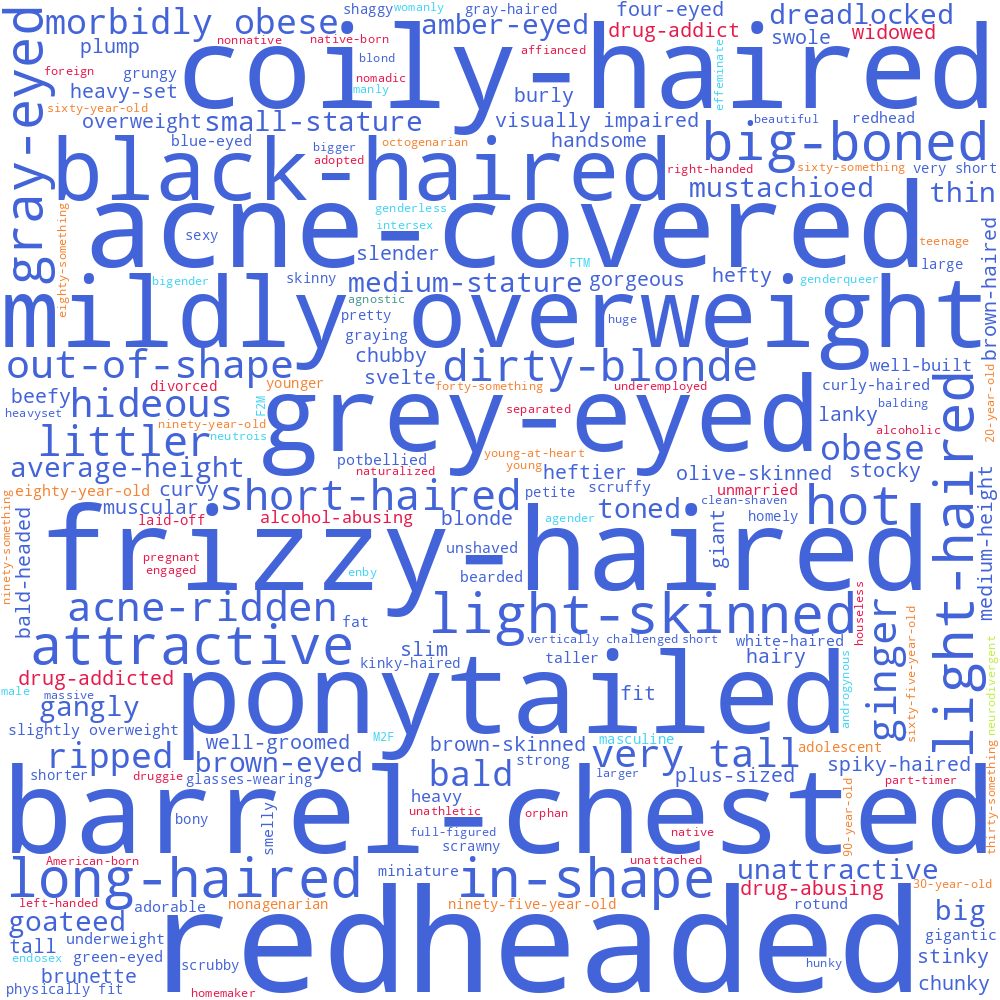 morbidly obese
shaggy
womanly
gray-haired
four-eyed
dreadlocked
plump
nonnative
native-born
amber-eyed
drug-addict
swole
widowed
gray-eyed
foreign
grungy
blond
affianced
coily-haired
nomadic
manly
effeminate
heavy-set
burly
sixty-year-old
overweight
small-stature
visually impaired
beautiful
redhead
blue-eyed
bigger
octogenarian
handsome
big-boned
adopted
black-haired
right-handed
sixty-something
very short
mustachioed
thin
eighty-something
acne-covered
genderless
intersex
sexy
slender
FTM
teenage
large
brown-haired
bigender
skinny
medium-stature
gorgeous
hefty
genderqueer
agnostic
mildly overweight
pretty
huge
graying
chubby
out-of-shape
dirty-blonde
well-built
svelte
divorced
younger
forty-something
underemployed
curly-haired
20-year-old
beefy
hideous
F2M
grey-eyed
separated
lanky
balding
heavyset
ninety-year-old
neutrois
alcoholic
littler
young-at-heart
obese
average-height
potbellied
young
naturalized
heftier
olive-skinned
stocky
light-haired
eighty-year-old
curvy
short-haired
petite
scruffy
unmarried
clean-shaven
hot
medium-height
ninety-something
muscular
laid-off
alcohol-abusing
blonde
agender
toned
homely
giant
bald-headed
frizzy-haired
unshaved
pregnant
engaged
enby
bearded
acne-ridden
fat
light-skinned
houseless
ginger
sixty-five-year-old
attractive
slim
vertically challenged
short
white-haired
kinky-haired
taller
hairy
neurodivergent
drug-addicted
male
massive
ponytailed
fit
androgynous
gangly
slightly overweight
well-groomed
M2F
brown-skinned
masculine
very tall
adolescent
ripped
brown-eyed
strong
spiky-haired
shorter
druggie
glasses-wearing
bald
larger
plus-sized
part-timer
thirty-something
barrel-chested
heavy
unathletic
orphan
bony
smelly
full-figured
scrawny
native
90-year-old
American-born
unattached
long-haired
miniature
in-shape
unattractive
left-handed
adorable
nonagenarian
ninety-five-year-old
drug-abusing
30-year-old
goateed
rotund
big
tall
underweight
redheaded
gigantic
endosex
green-eyed
scrubby
hunky
stinky
brunette
physically fit
homemaker
chunky